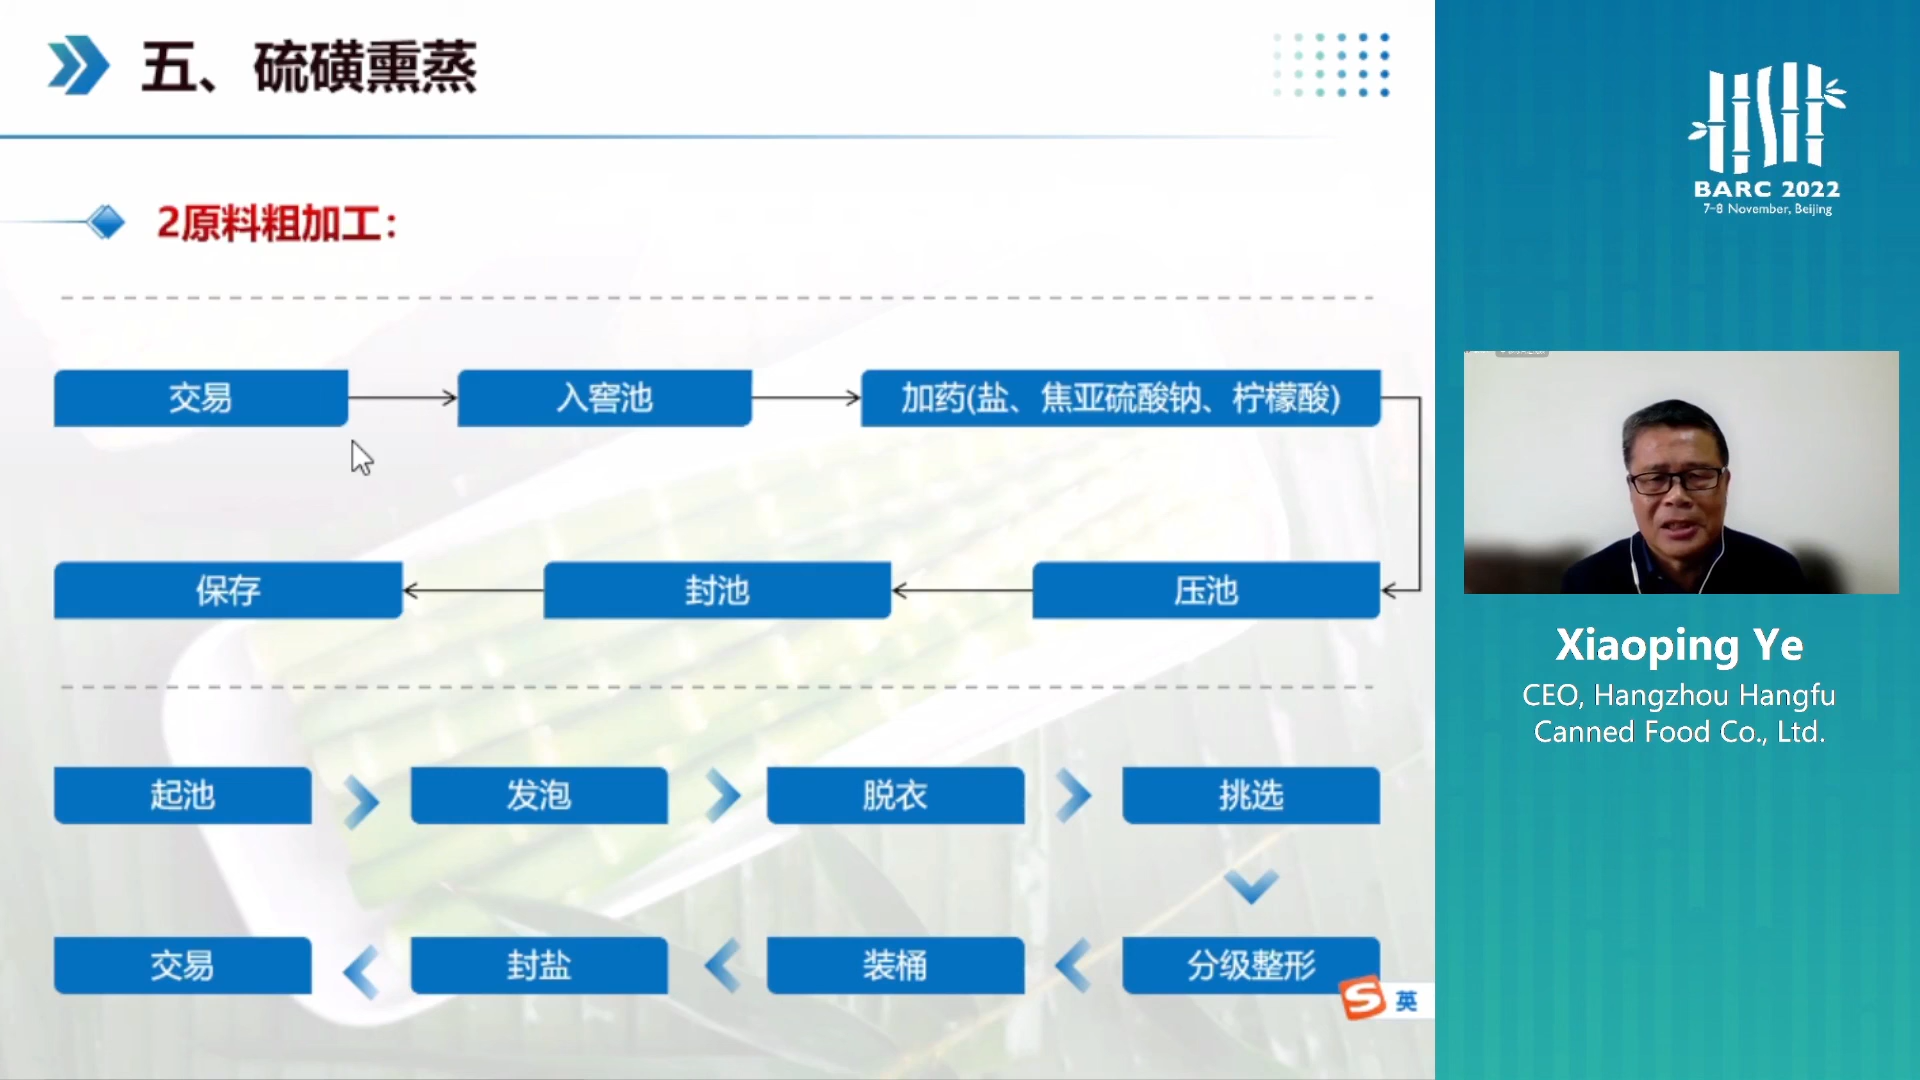 五、硫磺熏蒸
2原料粗加工：
交易
入窖池
加药(盐、焦亚硫酸钠、柠檬酸)
保存
封池
压池
起池
发泡
脱衣
挑选
交易
封盐
装桶
分级整形
英
BARC 2022
7-8 November, Beijing
Xiaoping Ye
CEO, Hangzhou Hangfu
Canned Food Co., Ltd.